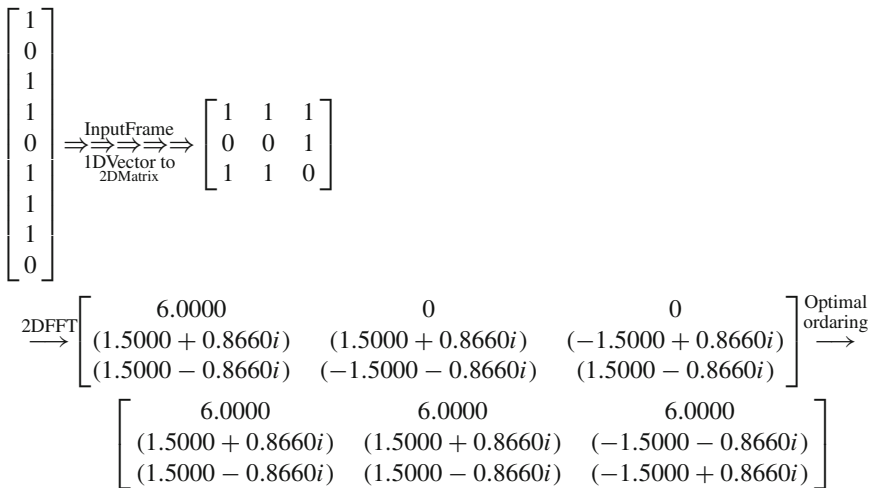 1
0
1
1
0
1
1
1
0
InputFrame
⇒⇒⇒⇒⇒
1DVector to
2DMatrix
1 1 1
0 0 1
1 1 0
2DFFT
⟶
6.0000 0 0
(1.5000 + 0.8660i) (1.5000 + 0.8660i) (−1.5000 + 0.8660i)
(1.5000 − 0.8660i) (−1.5000 − 0.8660i) (1.5000 − 0.8660i)
Optimal
ordaring
⟶
6.0000 6.0000 6.0000
(1.5000 + 0.8660i) (1.5000 + 0.8660i) (−1.5000 − 0.8660i)
(1.5000 − 0.8660i) (1.5000 − 0.8660i) (−1.5000 + 0.8660i)